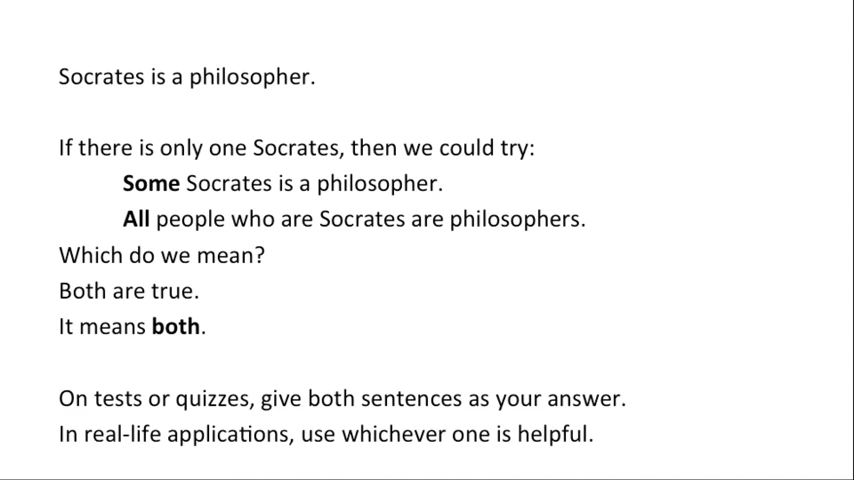 Socrates is a philosopher.
If there is only one Socrates, then we could try:
Some Socrates is a philosopher.
All people who are Socrates are philosophers.
Which do we mean?
Both are true.
It means both.
On tests or quizzes, give both sentences as your answer.
In real-life applications, use whichever one is helpful.